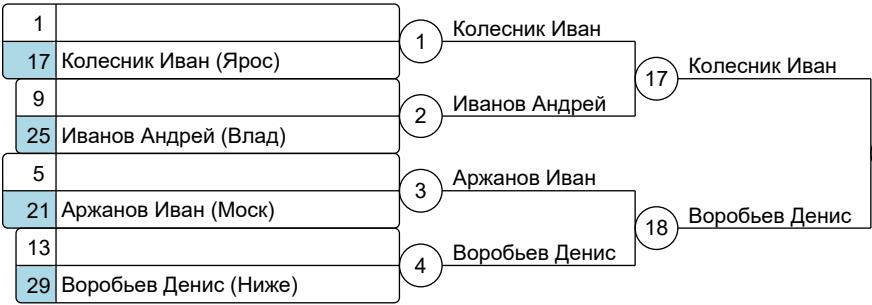 1
17 Колесник Иван (Ярос)
9
25 Иванов Андрей (Влад)
5
21 Аржанов Иван (Моск)
13
29 Воробьев Денис (Ниже)
1 Колесник Иван
2 Иванов Андрей
3 Аржанов Иван
4 Воробьев Денис
17 Колесник Иван
18 Воробьев Денис